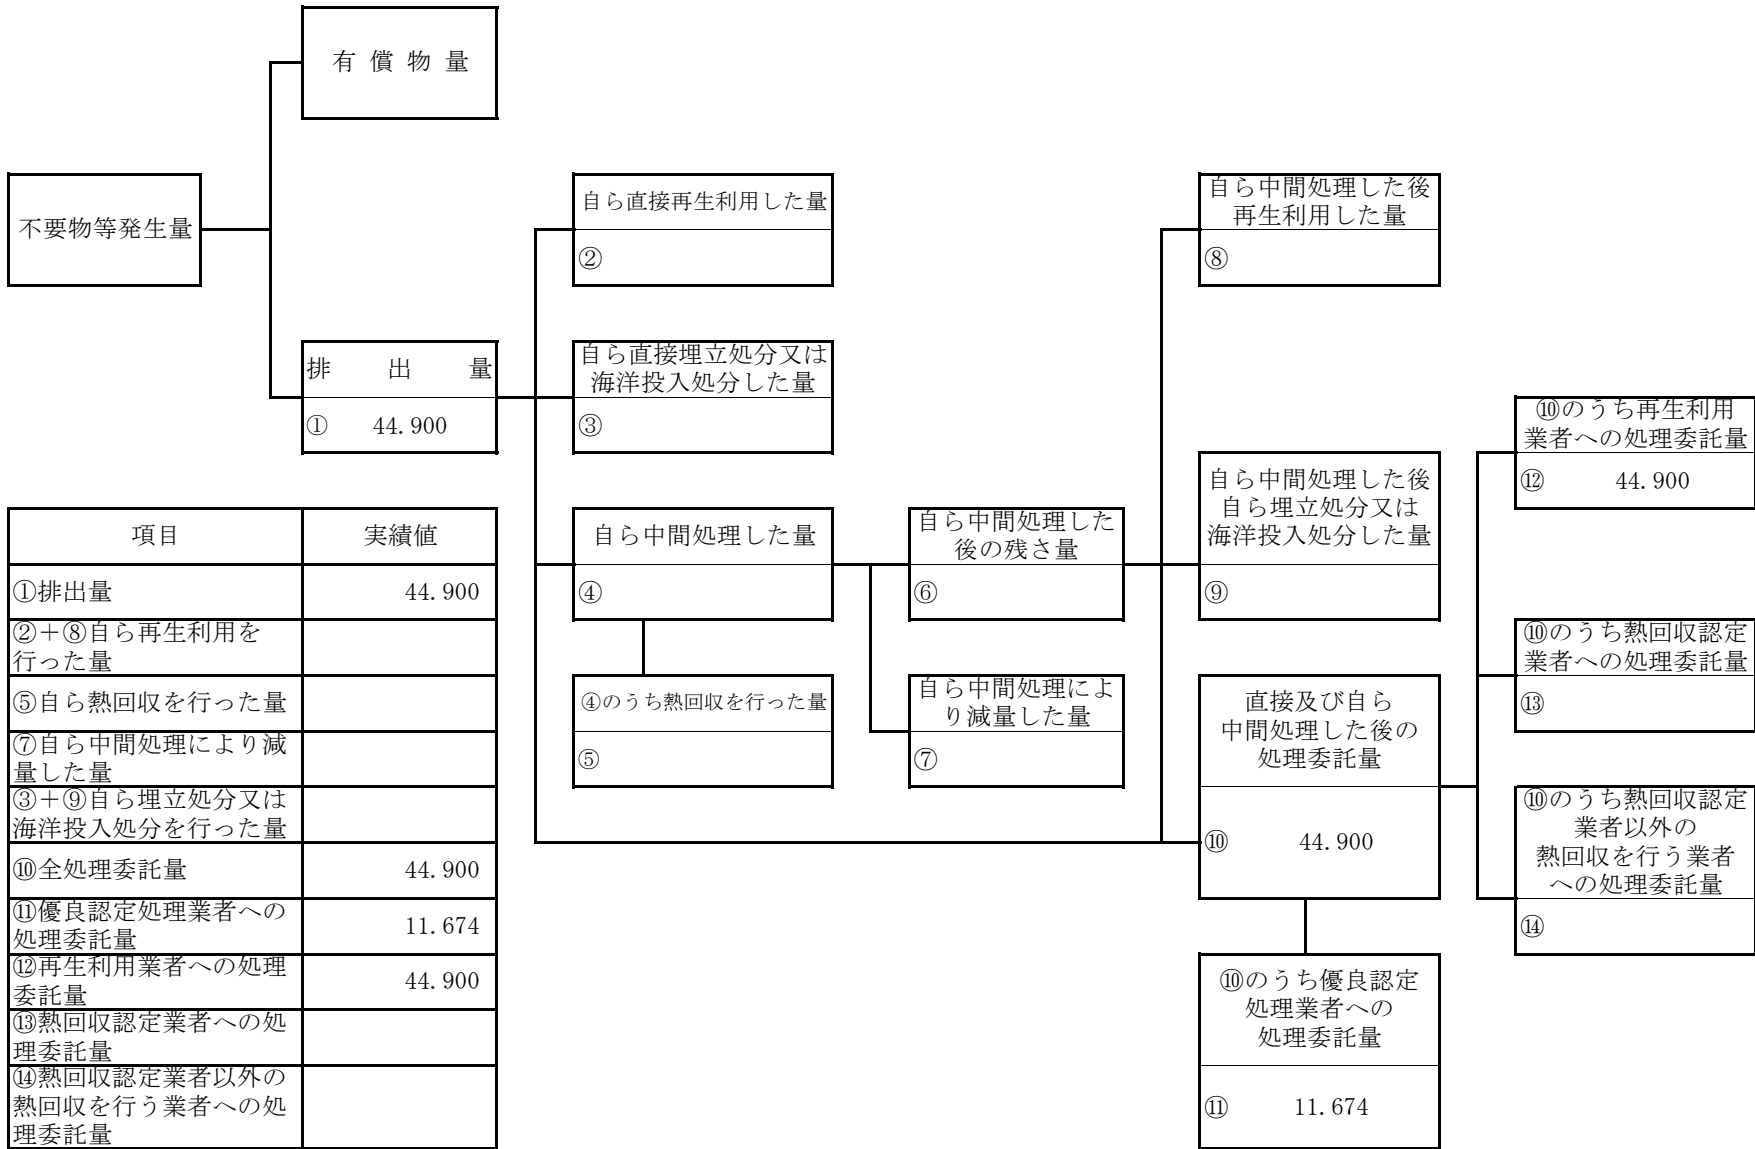 有 償 物 量
不要物等発生量
自ら直接再生利用した量
②
自ら中間処理した後
再生利用した量
⑧
排 出 量
① 44.900
自ら直接埋立処分又は
海洋投入処分した量
③
⑩のうち再生利用
業者への処理委託量
⑫ 44.900
自ら中間処理した後
自ら埋立処分又は
海洋投入処分した量
⑨
自ら中間処理した量
④
自ら中間処理した
後の残さ量
⑥
⑩のうち熱回収認定
業者への処理委託量
⑬
④のうち熱回収を行った量
⑤
自ら中間処理によ
り減量した量
⑦
直接及び自ら
中間処理した後の
処理委託量
⑩ 44.900
⑩のうち熱回収認定
業者以外の
熱回収を行う業者
への処理委託量
⑭
⑩のうち優良認定
処理業者への
処理委託量
⑪ 11.674
項目 実績値
①排出量 44.900
②＋⑧自ら再生利用を
行った量
⑤自ら熱回収を行った量
⑦自ら中間処理により減
量した量
③＋⑨自ら埋立処分又は
海洋投入処分を行った量
⑩全処理委託量 44.900
⑪優良認定処理業者への
処理委託量 11.674
⑫再生利用業者への処理
委託量 44.900
⑬熱回収認定業者への処
理委託量
⑭熱回収認定業者以外の
熱回収を行う業者への処
理委託量